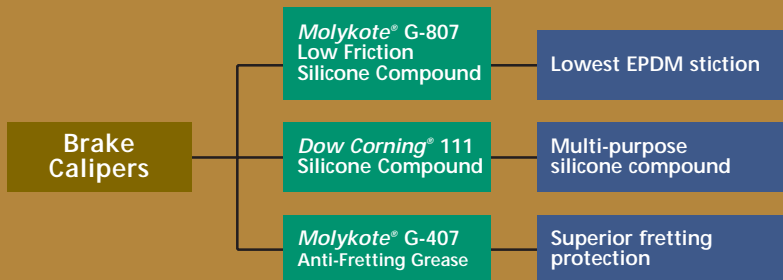 Brake
Calipers
Molykote® G-807
Low Friction
Silicone Compound
Lowest EPDM stiction
Dow Corning® 111
Silicone Compound
Multi-purpose
silicone compound
Molykote® G-407
Anti-Fretting Grease
Superior fretting
protection